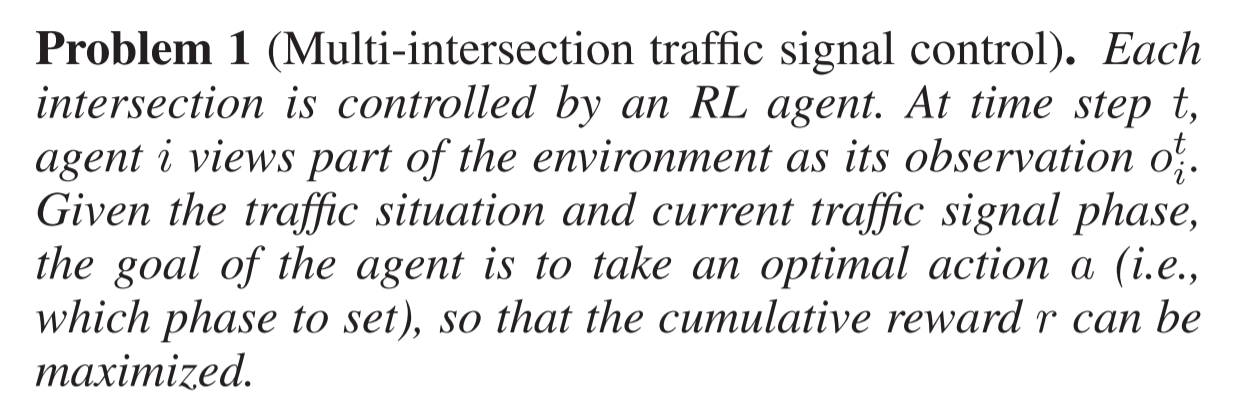 Problem 1 (Multi-intersection traffic signal control). Each
intersection is controlled by an RL agent. At time step t,
agent i views part of the environment as its observation o_i^t.
Given the traffic situation and current traffic signal phase,
the goal of the agent is to take an optimal action a (i.e.,
which phase to set), so that the cumulative reward r can be
maximized.